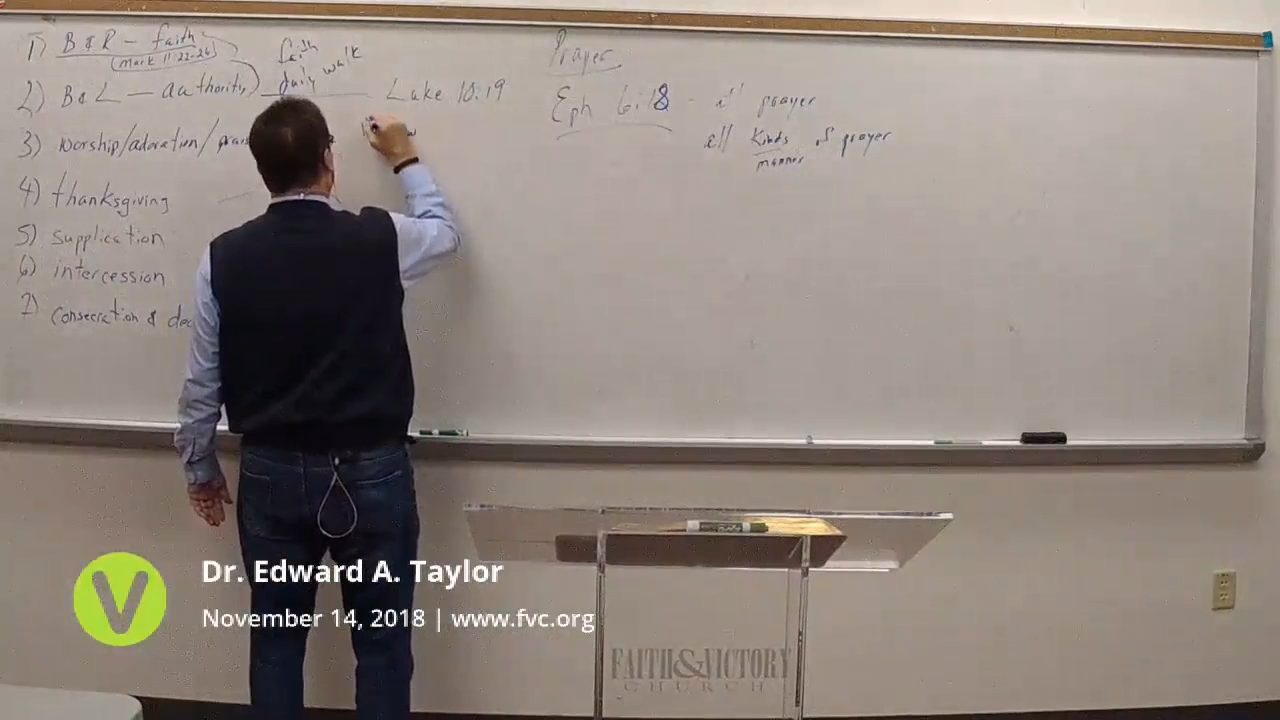 1) B & R - faith
(Mark 11:22-26)
faith
daily walk
2) B & L - authority
Luke 10:19
3) worship/adoration/
4) thanksgiving
5) supplication
6) intercession
7) consecration &
Prayer
Eph 6:18 - all prayer
all kinds of prayer
manner
Dr. Edward A. Taylor
November 14, 2018 | www.fvc.org
V
FAITH&VICTORY
CHURCH